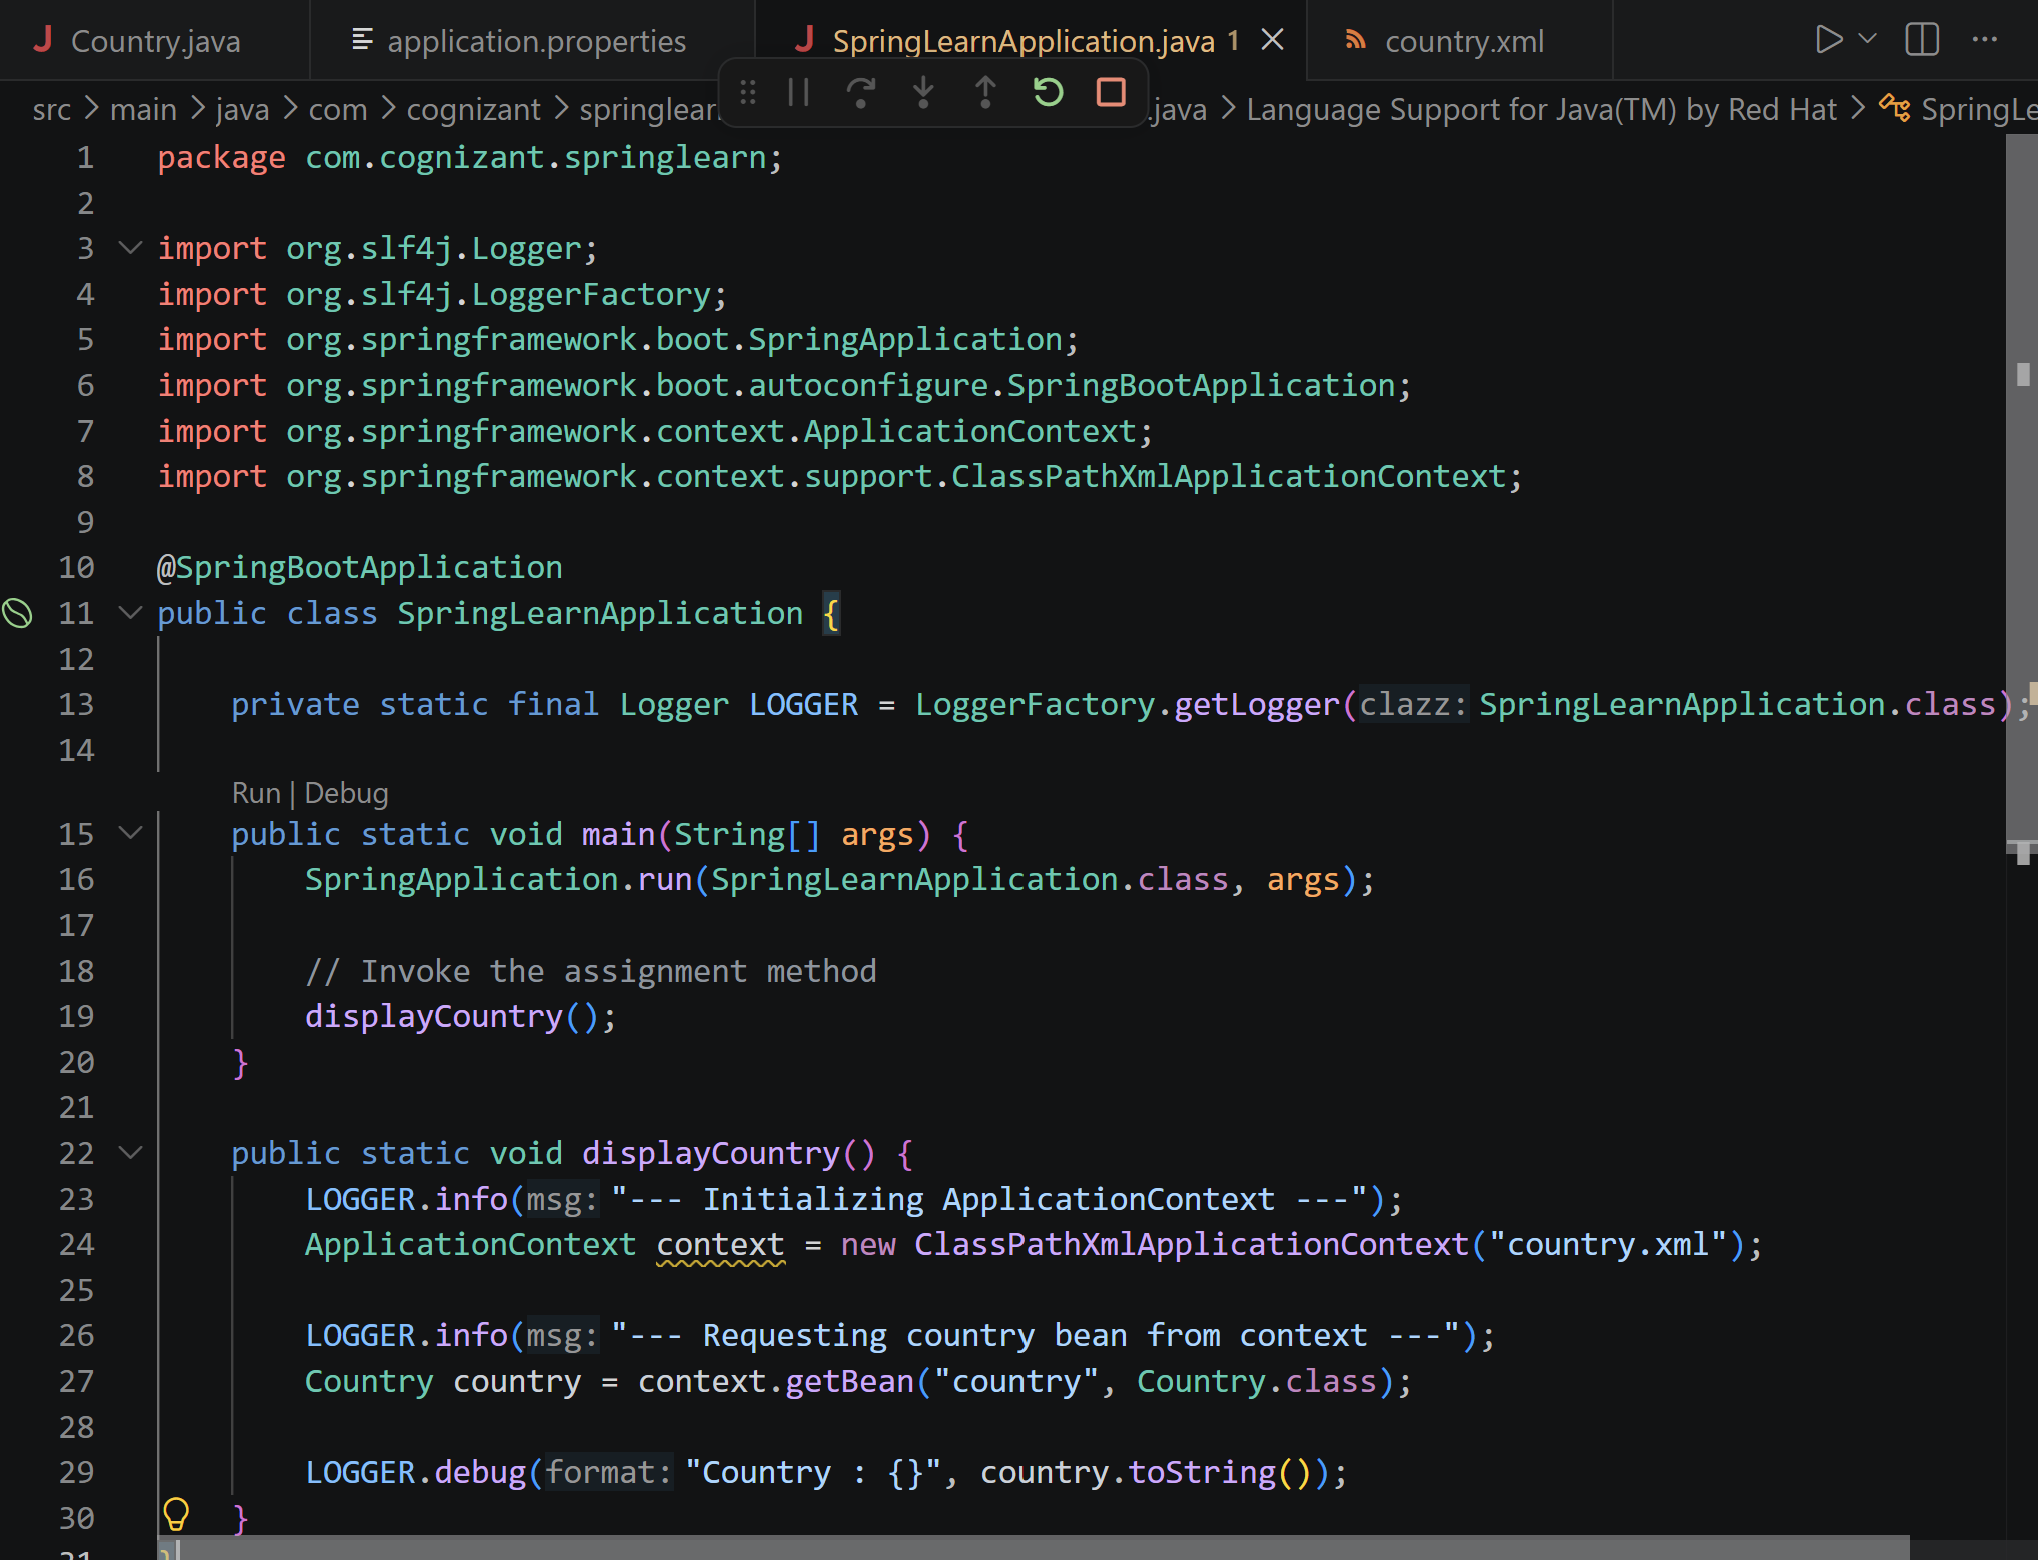 Country.java application.properties SpringLearnApplication.java 1 country.xml
src > main > java > com > cognizant > springlear .java > Language Support for Java(TM) by Red Hat > SpringLe
1 package com.cognizant.springlearn;
2
3 import org.slf4j.Logger;
4 import org.slf4j.LoggerFactory;
5 import org.springframework.boot.SpringApplication;
6 import org.springframework.boot.autoconfigure.SpringBootApplication;
7 import org.springframework.context.ApplicationContext;
8 import org.springframework.context.support.ClassPathXmlApplicationContext;
9
10 @SpringBootApplication
11 public class SpringLearnApplication {
12
13 private static final Logger LOGGER = LoggerFactory.getLogger(clazz: SpringLearnApplication.class);
14
Run | Debug
15 public static void main(String[] args) {
16 SpringApplication.run(SpringLearnApplication.class, args);
17
18 // Invoke the assignment method
19 displayCountry();
20 }
21
22 public static void displayCountry() {
23 LOGGER.info(msg: "--- Initializing ApplicationContext ---");
24 ApplicationContext context = new ClassPathXmlApplicationContext("country.xml");
25
26 LOGGER.info(msg: "--- Requesting country bean from context ---");
27 Country country = context.getBean("country", Country.class);
28
29 LOGGER.debug(format: "Country : {}", country.toString());
30 }
31 }